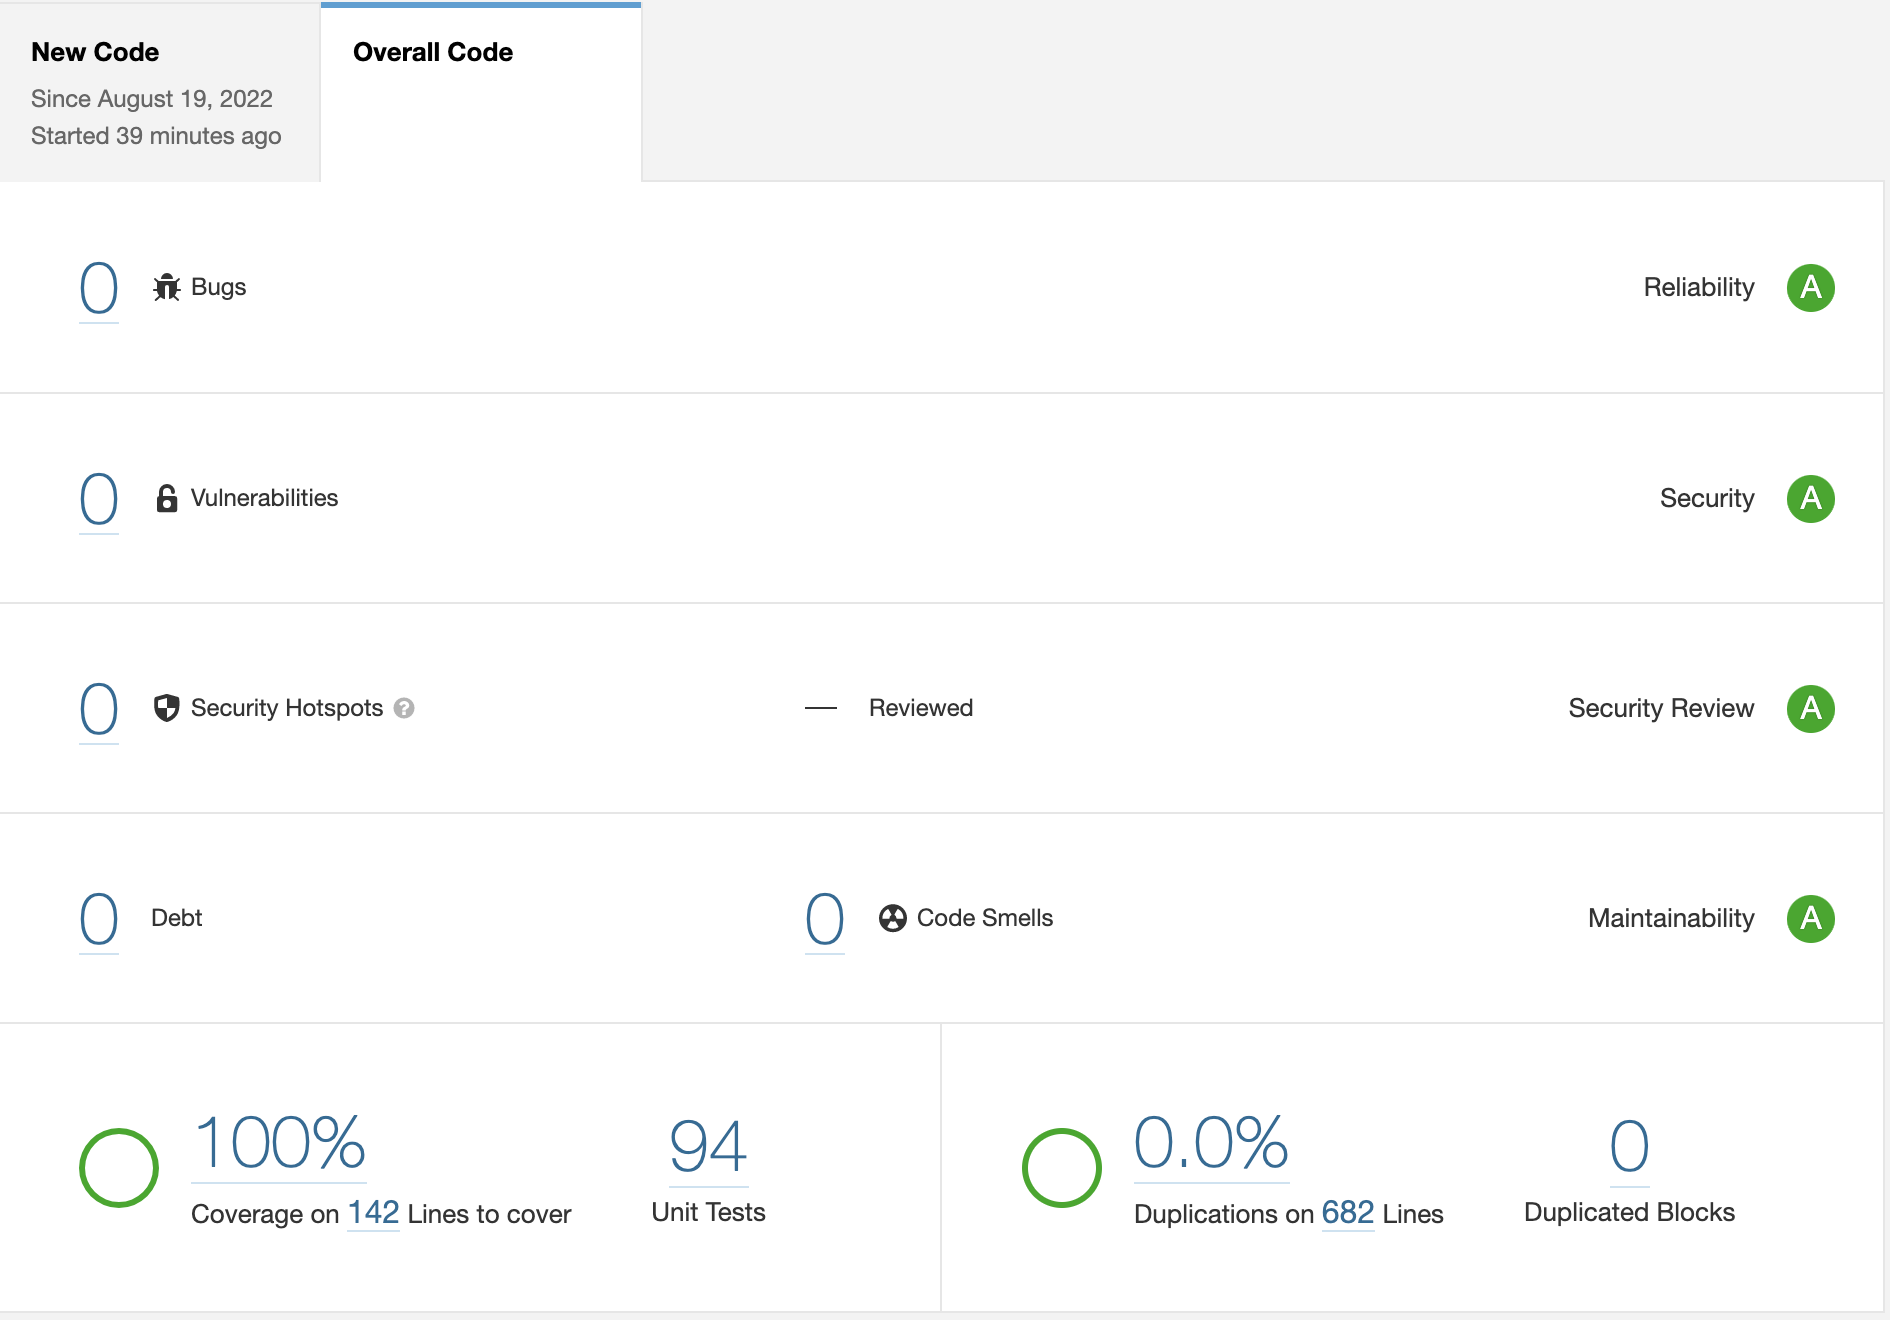 New Code
Since August 19, 2022
Started 39 minutes ago
Overall Code
0 Bugs
Reliability A
0 Vulnerabilities
Security A
0 Security Hotspots ?
— Reviewed
Security Review A
0 Debt
0 Code Smells
Maintainability A
100%
Coverage on 142 Lines to cover
94
Unit Tests
0.0%
Duplications on 682 Lines
0
Duplicated Blocks